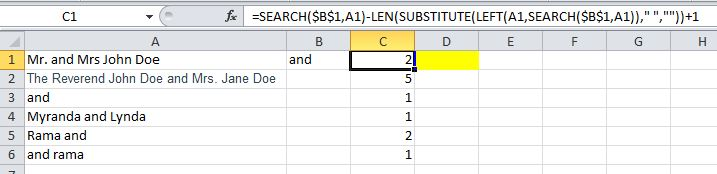 C1 fx =SEARCH($B$1,A1)-LEN(SUBSTITUTE(LEFT(A1,SEARCH($B$1,A1))," ",""))+1
A B C D E F G H
1 Mr. and Mrs John Doe and 2
2 The Reverend John Doe and Mrs. Jane Doe 5
3 and 1
4 Myranda and Lynda 1
5 Rama and 2
6 and rama 1